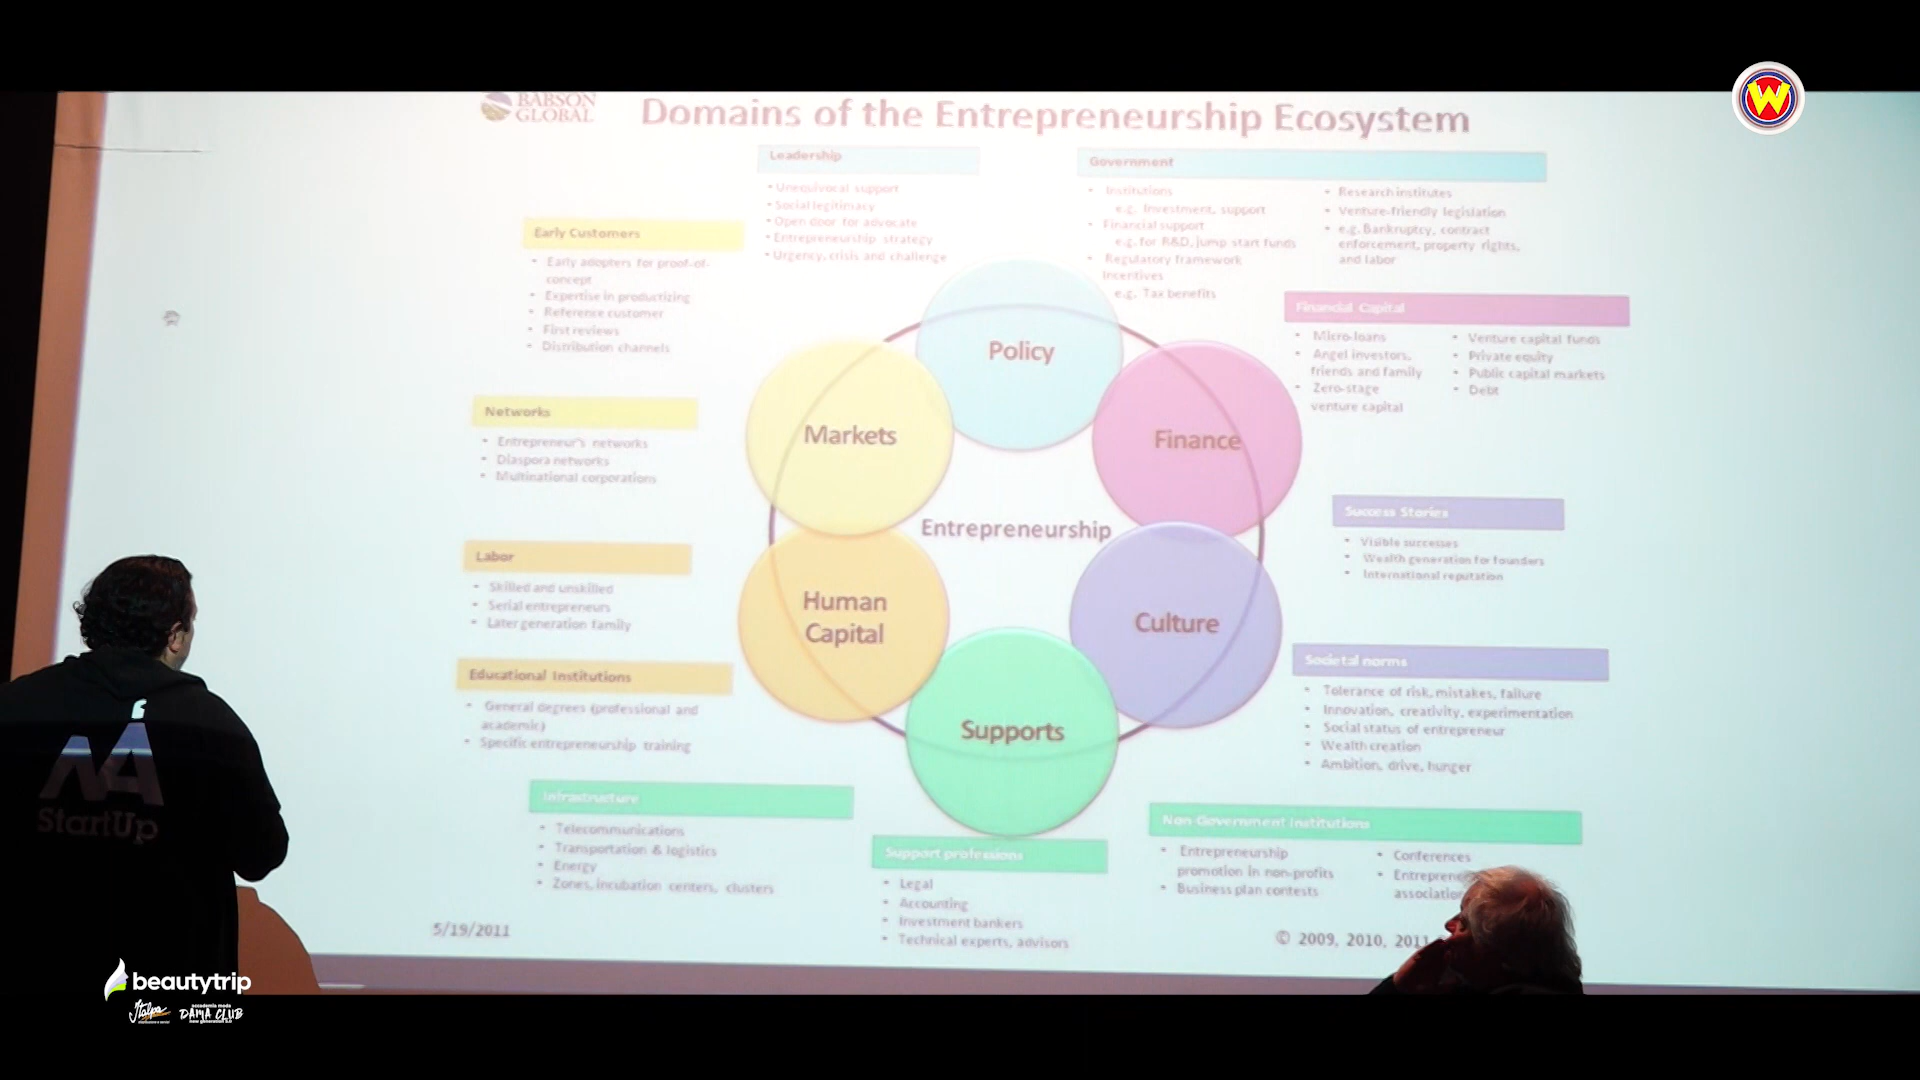 BABSON
GLOBAL
Domains of the Entrepreneurship Ecosystem
Leadership
• Unequivocal support
• Social legitimacy
• Open door for advocate
• Entrepreneurship strategy
• Urgency, crisis and challenge
Government
• Institutions
e.g. Investment, support
• Financial support
e.g. for R&D, jump start funds
• Regulatory framework
Incentives
e.g. Tax benefits
• Research institutes
• Venture-friendly legislation
• e.g. Bankruptcy, contract
enforcement, property rights,
and labor
Early Customers
• Early adopters for proof-of-
concept
• Expertise in productizing
• Reference customer
• First reviews
• Distribution channels
Financial Capital
• Micro-loans
• Angel investors,
friends and family
• Zero-stage
venture capital
• Venture capital funds
• Private equity
• Public capital markets
• Debt
Networks
• Entrepreneur's networks
• Diaspora networks
• Multinational corporations
Policy
Markets
Finance
Entrepreneurship
Human
Capital
Culture
Supports
Success Stories
• Visible successes
• Wealth generation for founders
• International reputation
Labor
• Skilled and unskilled
• Serial entrepreneurs
• Later generation family
Societal norms
• Tolerance of risk, mistakes, failure
• Innovation, creativity, experimentation
• Social status of entrepreneur
• Wealth creation
• Ambition, drive, hunger
Educational Institutions
• General degrees (professional and
academic)
• Specific entrepreneurship training
Infrastructure
• Telecommunications
• Transportation & logistics
• Energy
• Zones, incubation centers, clusters
Support professions
• Legal
• Accounting
• Investment bankers
• Technical experts, advisors
Non-Government Institutions
• Entrepreneurship
promotion in non-profits
• Business plan contests
• Conferences
5/19/2011
© 2009, 2010, 2011
StartUp
W
beautytrip
Italpa
accademia moda
DAMA CLUB